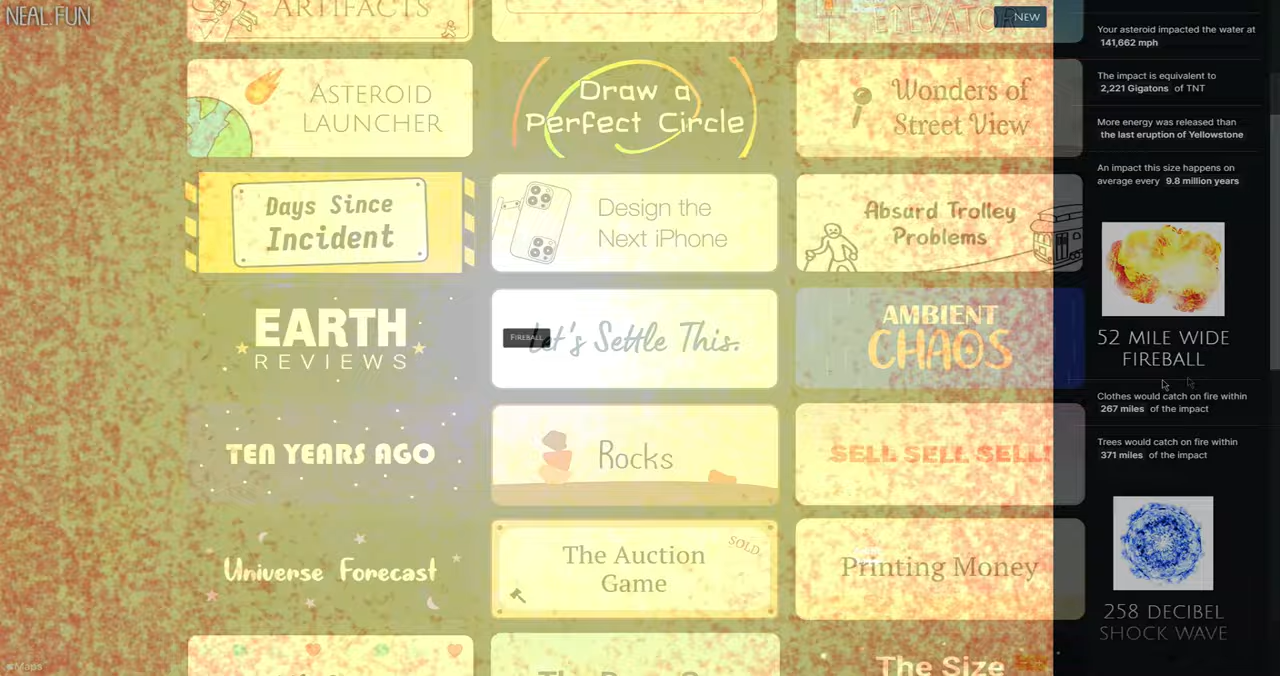 NEAL.FUN
ARTIFACTS
ELEVATOR
NEW
ASTEROID
LAUNCHER
Draw a
Perfect Circle
Wonders of
Street View
Days Since
Incident
Design the
Next iPhone
Absurd Trolley
Problems
EARTH
REVIEWS
FIREBALL
Let's Settle This.
AMBIENT
CHAOS
TEN YEARS AGO
Rocks
SELL SELL SELL!
Universe Forecast
The Auction
Game
SOLD
Printing Money
The Size
Maps
Your asteroid impacted the water at
141,662 mph
The impact is equivalent to
2,221 Gigatons of TNT
More energy was released than
the last eruption of Yellowstone
An impact this size happens on
average every 9.8 million years
52 MILE WIDE
FIREBALL
Clothes would catch on fire within
267 miles of the impact
Trees would catch on fire within
371 miles of the impact
258 DECIBEL
SHOCK WAVE